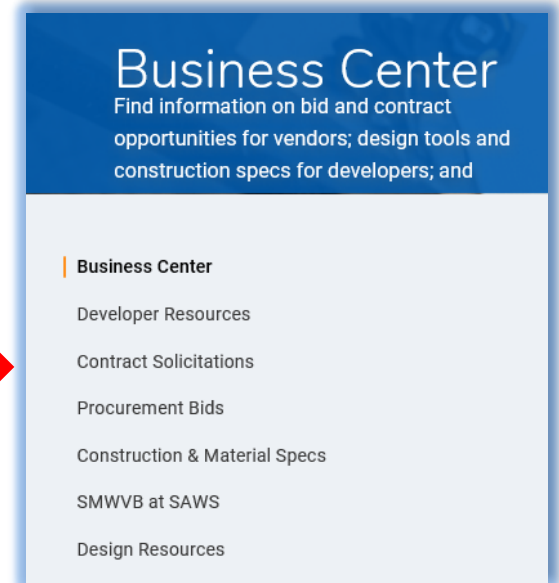 Business Center
Find information on bid and contract
opportunities for vendors; design tools and
construction specs for developers; and
Business Center
Developer Resources
Contract Solicitations
Procurement Bids
Construction & Material Specs
SMWVB at SAWS
Design Resources